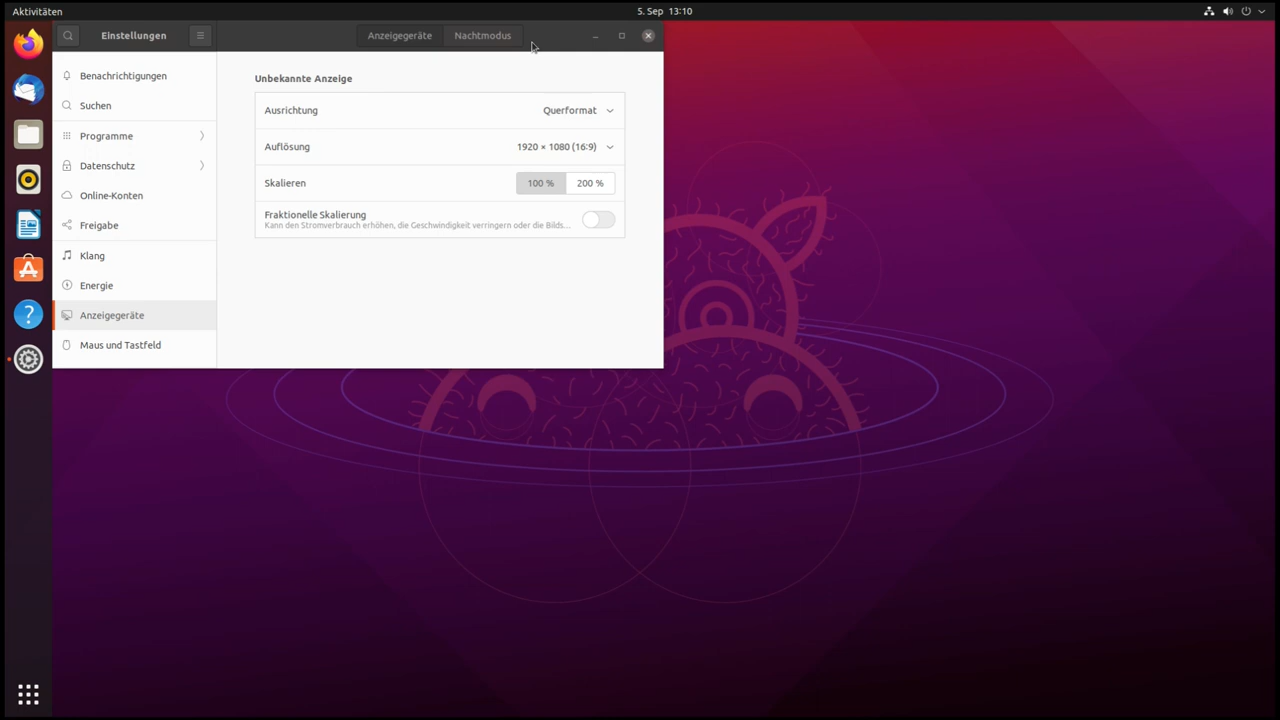 Aktivitäten
5. Sep 13:10
Einstellungen
Anzeigegeräte
Nachtmodus
Benachrichtigungen
Suchen
Programme
Datenschutz
Online-Konten
Freigabe
Klang
Energie
Anzeigegeräte
Maus und Tastfeld
Unbekannte Anzeige
Ausrichtung
Querformat
Auflösung
1920 × 1080 (16∶9)
Skalieren
100 %
200 %
Fraktionelle Skalierung
Kann den Stromverbrauch erhöhen, die Geschwindigkeit verringern oder die Bilds…